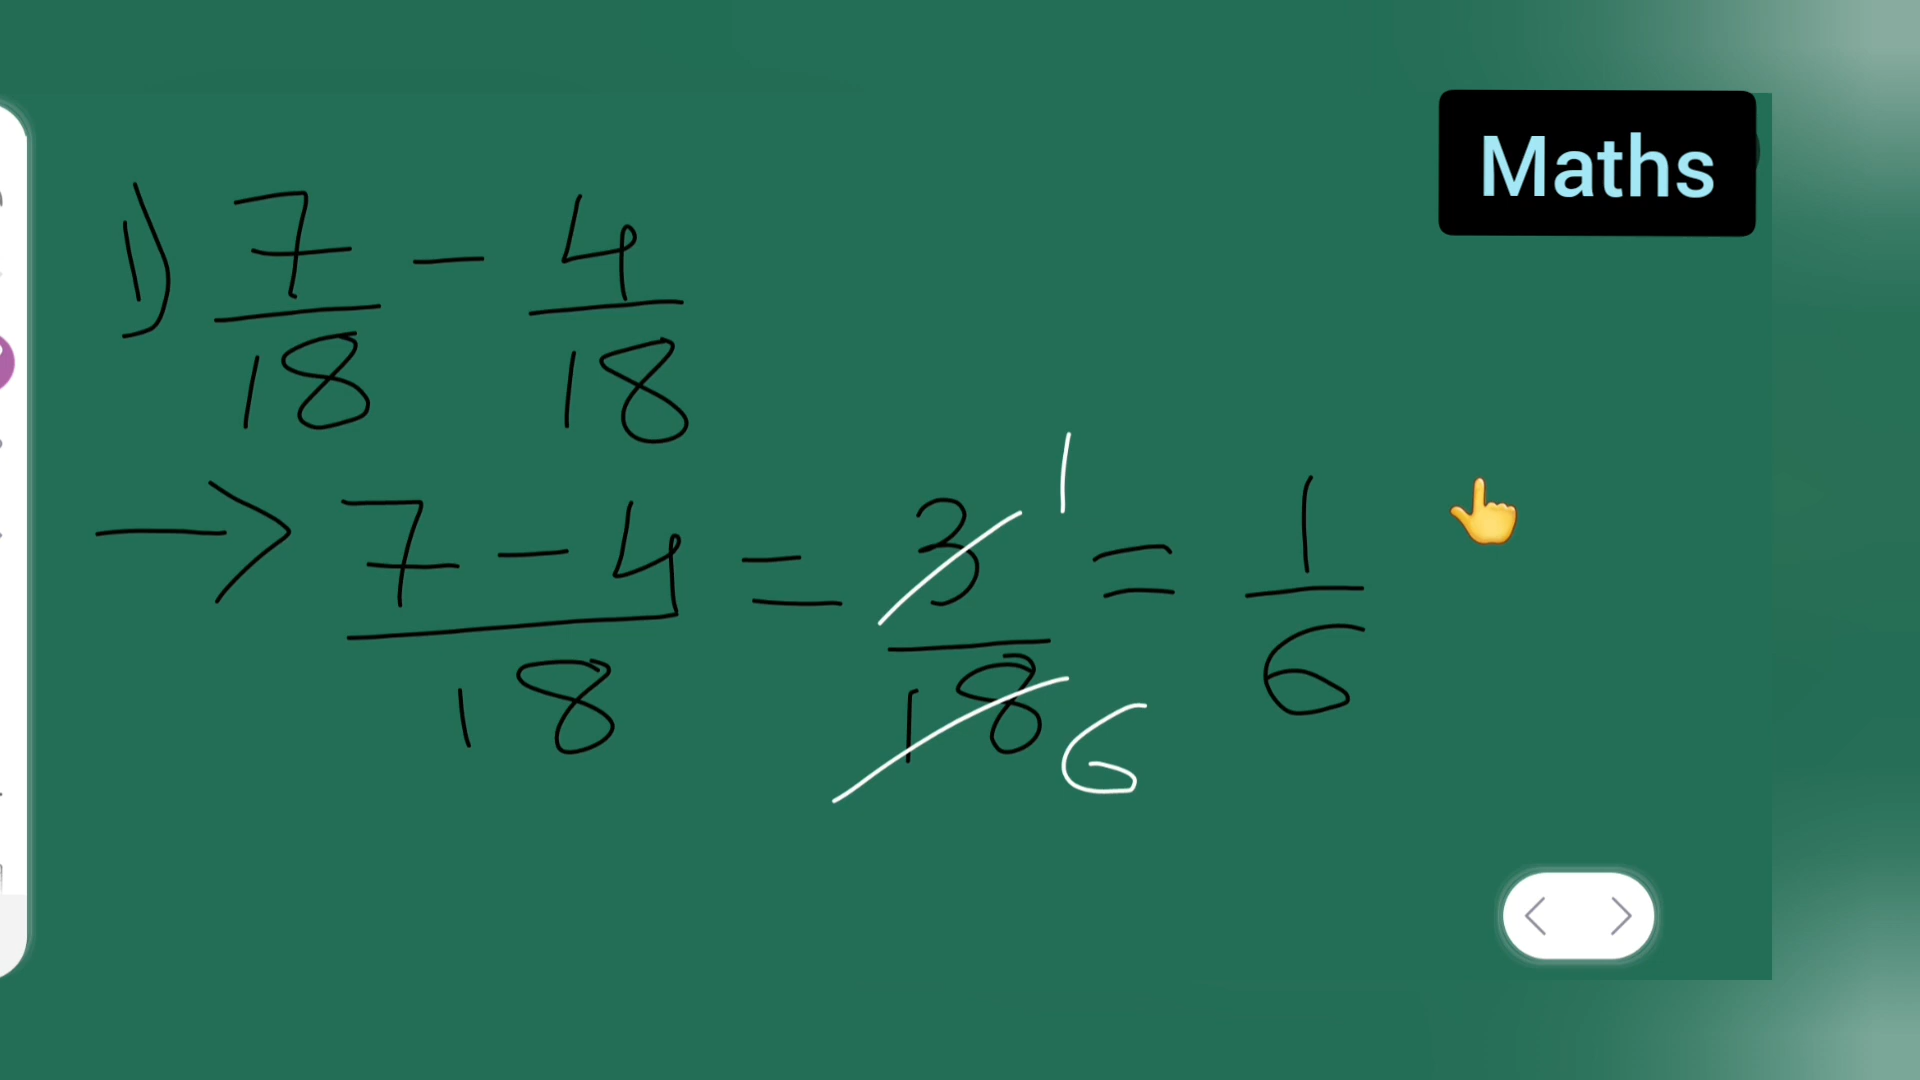 Maths
1) 7/18 - 4/18
→ 7-4/18 = 3/18 1 6 = 1/6